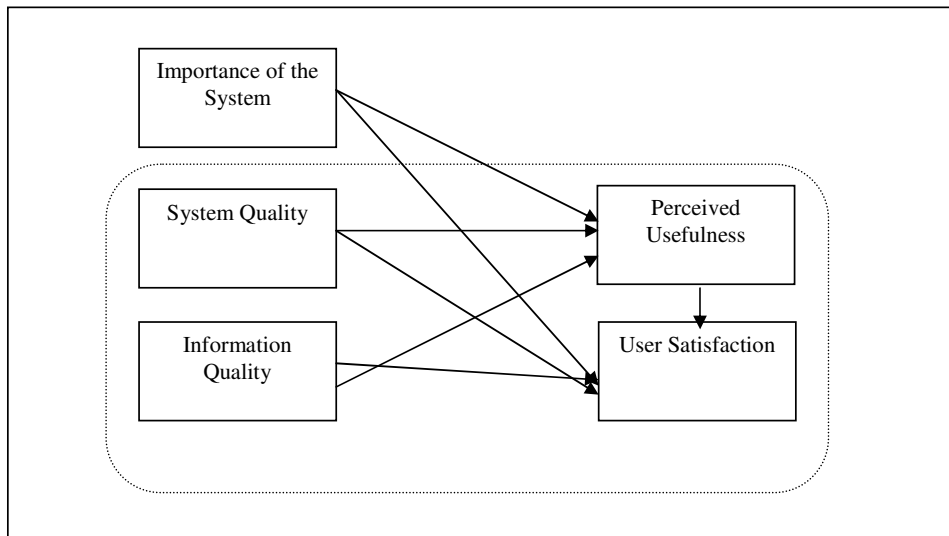 Importance of the
System
System Quality
Perceived
Usefulness
Information
Quality
User Satisfaction